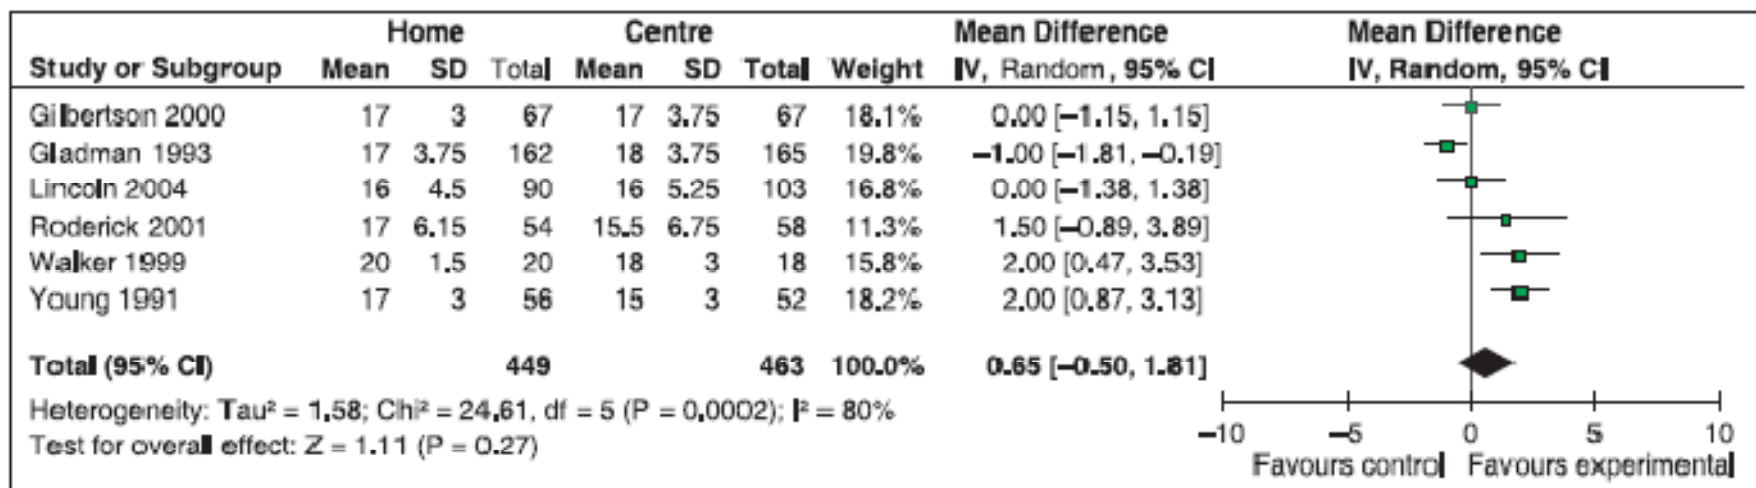 Home Centre Mean Difference Mean Difference
Study or Subgroup Mean SD Total Mean SD Total Weight IV, Random, 95% CI IV, Random, 95% CI
Gilbertson 2000 17 3 67 17 3.75 67 18.1% 0.00 [−1.15, 1.15]
Gladman 1993 17 3.75 162 18 3.75 165 19.8% −1.00 [−1.81, −0.19]
Lincoln 2004 16 4.5 90 16 5.25 103 16.8% 0.00 [−1.38, 1.38]
Roderick 2001 17 6.15 54 15.5 6.75 58 11.3% 1.50 [−0.89, 3.89]
Walker 1999 20 1.5 20 18 3 18 15.8% 2.00 [0.47, 3.53]
Young 1991 17 3 56 15 3 52 18.2% 2.00 [0.87, 3.13]
Total (95% CI) 449 463 100.0% 0.65 [−0.50, 1.81]
Heterogeneity: Tau² = 1.58; Chi² = 24.61, df = 5 (P = 0.0002); I² = 80%
Test for overall effect: Z = 1.11 (P = 0.27)
−10 −5 0 5 10
Favours control Favours experimental